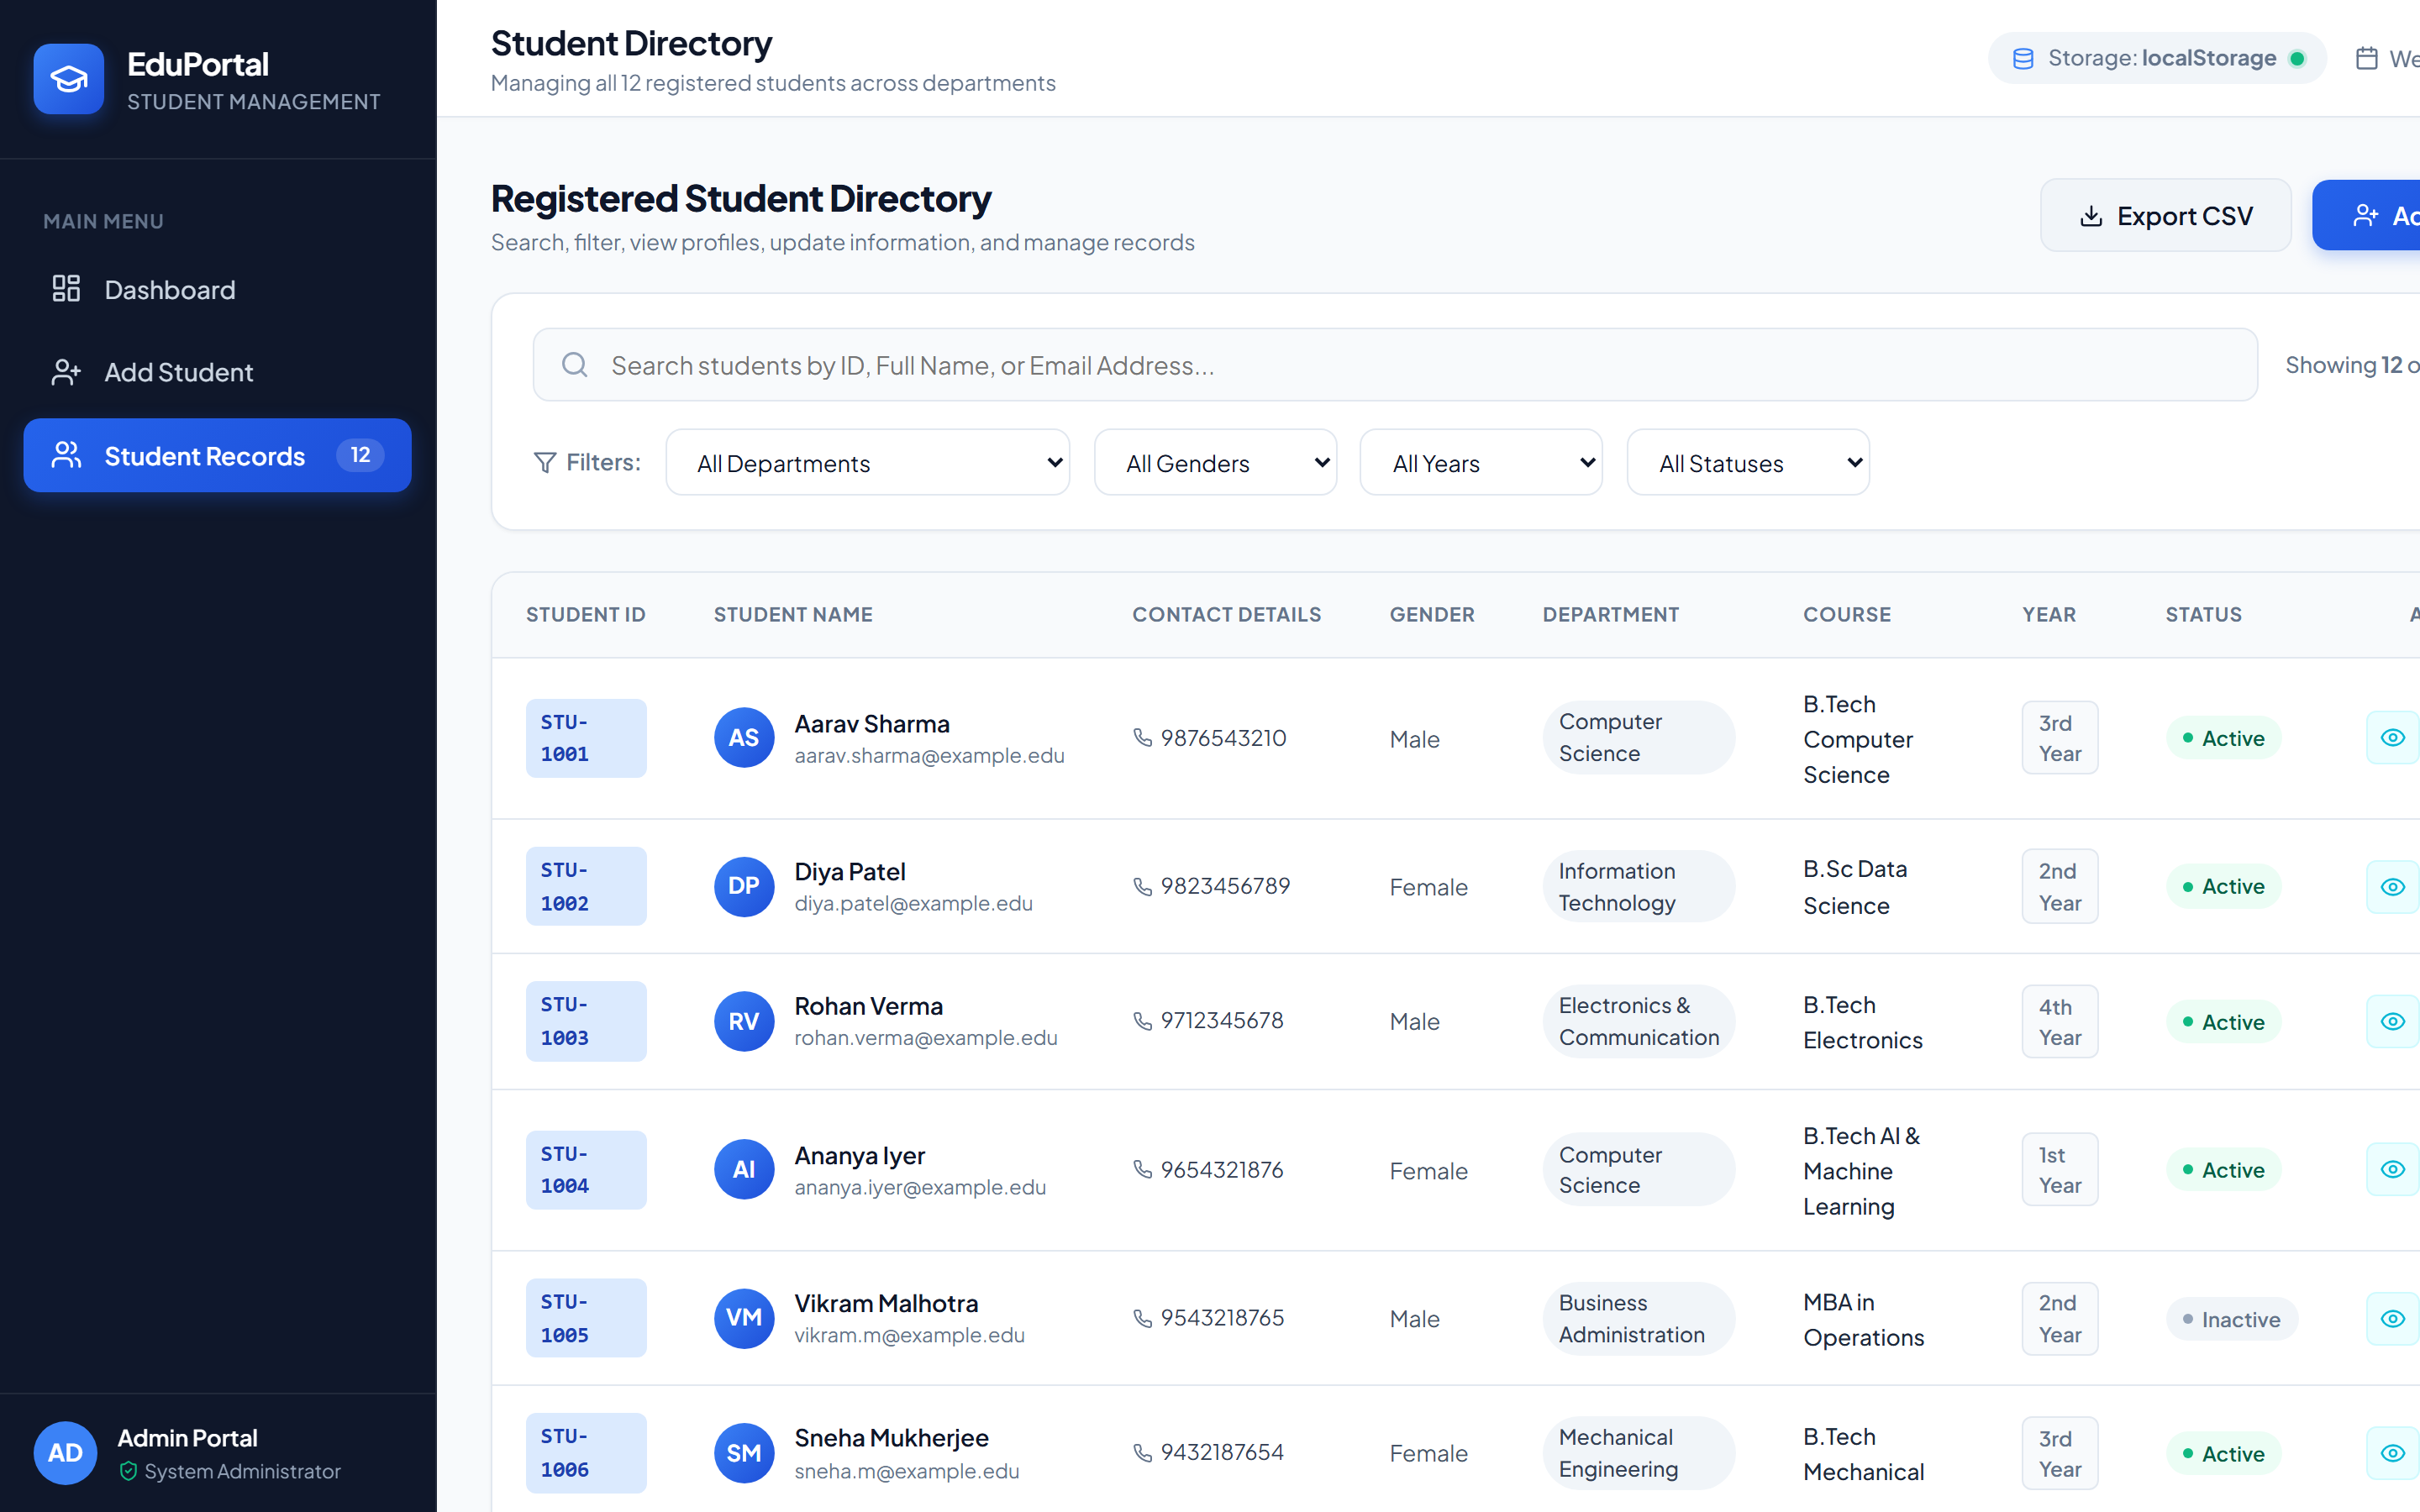 EduPortal
STUDENT MANAGEMENT
MAIN MENU
Dashboard
Add Student
Student Records 12
AD Admin Portal
System Administrator
Student Directory
Managing all 12 registered students across departments
Storage: localStorage
Registered Student Directory
Search, filter, view profiles, update information, and manage records
Export CSV
Search students by ID, Full Name, or Email Address...
Showing 12
Filters: All Departments All Genders All Years All Statuses
STUDENT ID STUDENT NAME CONTACT DETAILS GENDER DEPARTMENT COURSE YEAR STATUS
STU-
1001
AS
Aarav Sharma
aarav.sharma@example.edu
9876543210
Male
Computer
Science
B.Tech
Computer
Science
3rd
Year
Active
STU-
1002
DP
Diya Patel
diya.patel@example.edu
9823456789
Female
Information
Technology
B.Sc Data
Science
2nd
Year
Active
STU-
1003
RV
Rohan Verma
rohan.verma@example.edu
9712345678
Male
Electronics &
Communication
B.Tech
Electronics
4th
Year
Active
STU-
1004
AI
Ananya Iyer
ananya.iyer@example.edu
9654321876
Female
Computer
Science
B.Tech AI &
Machine
Learning
1st
Year
Active
STU-
1005
VM
Vikram Malhotra
vikram.m@example.edu
9543218765
Male
Business
Administration
MBA in
Operations
2nd
Year
Inactive
STU-
1006
SM
Sneha Mukherjee
sneha.m@example.edu
9432187654
Female
Mechanical
Engineering
B.Tech
Mechanical
3rd
Year
Active